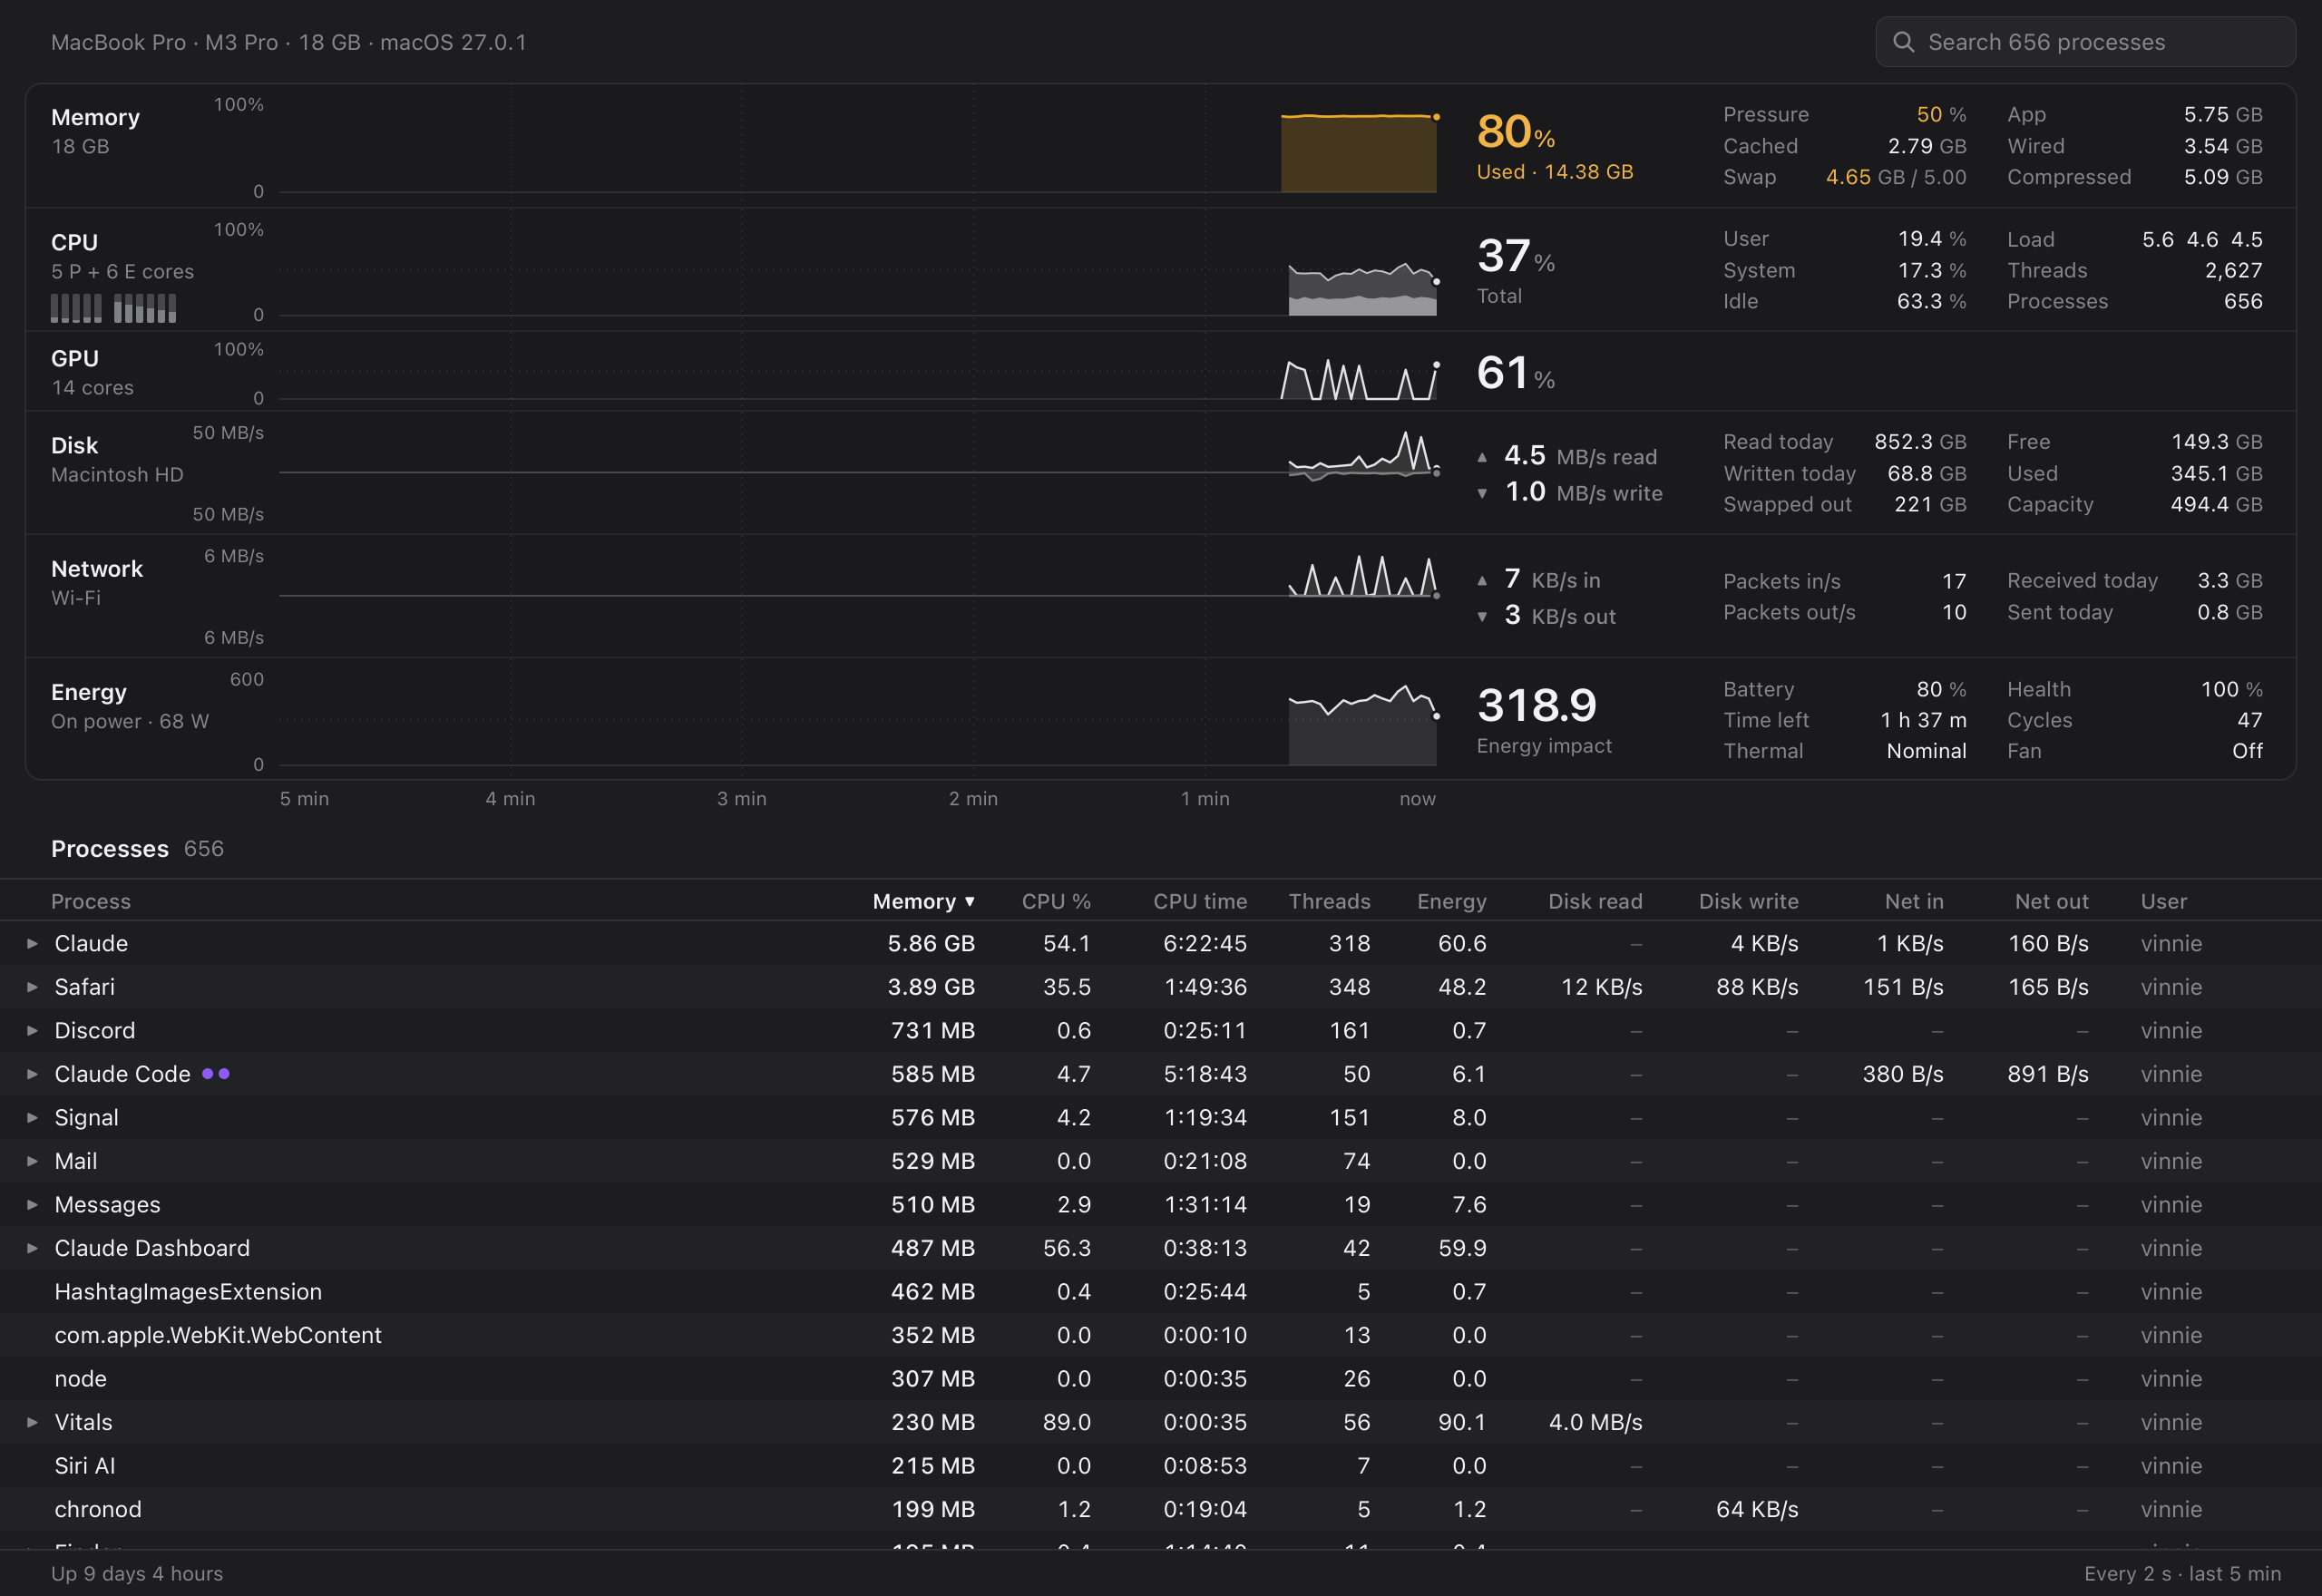 MacBook Pro · M3 Pro · 18 GB · macOS 27.0.1
Search 656 processes
Memory
18 GB
100%
0
80%
Used · 14.38 GB
Pressure 50 %
Cached 2.79 GB
Swap 4.65 GB / 5.00
App 5.75 GB
Wired 3.54 GB
Compressed 5.09 GB
CPU
5 P + 6 E cores
100%
0
37%
Total
User 19.4 %
System 17.3 %
Idle 63.3 %
Load 5.6 4.6 4.5
Threads 2,627
Processes 656
GPU
14 cores
100%
0
61%
Disk
Macintosh HD
50 MB/s
50 MB/s
▲ 4.5 MB/s read
▼ 1.0 MB/s write
Read today 852.3 GB
Written today 68.8 GB
Swapped out 221 GB
Free 149.3 GB
Used 345.1 GB
Capacity 494.4 GB
Network
Wi-Fi
6 MB/s
6 MB/s
▲ 7 KB/s in
▼ 3 KB/s out
Packets in/s 17
Packets out/s 10
Received today 3.3 GB
Sent today 0.8 GB
Energy
On power · 68 W
600
0
318.9
Energy impact
Battery 80 %
Time left 1 h 37 m
Thermal Nominal
Health 100 %
Cycles 47
Fan Off
5 min 4 min 3 min 2 min 1 min now
Processes 656
Process Memory ▼ CPU % CPU time Threads Energy Disk read Disk write Net in Net out User
Claude 5.86 GB 54.1 6:22:45 318 60.6 – 4 KB/s 1 KB/s 160 B/s vinnie
Safari 3.89 GB 35.5 1:49:36 348 48.2 12 KB/s 88 KB/s 151 B/s 165 B/s vinnie
Discord 731 MB 0.6 0:25:11 161 0.7 – – – – vinnie
Claude Code 585 MB 4.7 5:18:43 50 6.1 – – 380 B/s 891 B/s vinnie
Signal 576 MB 4.2 1:19:34 151 8.0 – – – – vinnie
Mail 529 MB 0.0 0:21:08 74 0.0 – – – – vinnie
Messages 510 MB 2.9 1:31:14 19 7.6 – – – – vinnie
Claude Dashboard 487 MB 56.3 0:38:13 42 59.9 – – – – vinnie
HashtagImagesExtension 462 MB 0.4 0:25:44 5 0.7 – – – – vinnie
com.apple.WebKit.WebContent 352 MB 0.0 0:00:10 13 0.0 – – – – vinnie
node 307 MB 0.0 0:00:35 26 0.0 – – – – vinnie
Vitals 230 MB 89.0 0:00:35 56 90.1 4.0 MB/s – – – vinnie
Siri AI 215 MB 0.0 0:08:53 7 0.0 – – – – vinnie
chronod 199 MB 1.2 0:19:04 5 1.2 – 64 KB/s – – vinnie
Up 9 days 4 hours
Every 2 s · last 5 min